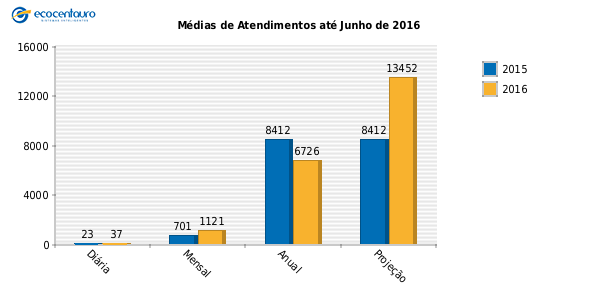 ecocentauro
Médias de Atendimentos até Junho de 2016
16000
12000
8000
4000
0
23
37
701
1121
8412
6726
8412
13452
Diária
Mensal
Anual
Projeção
2015
2016